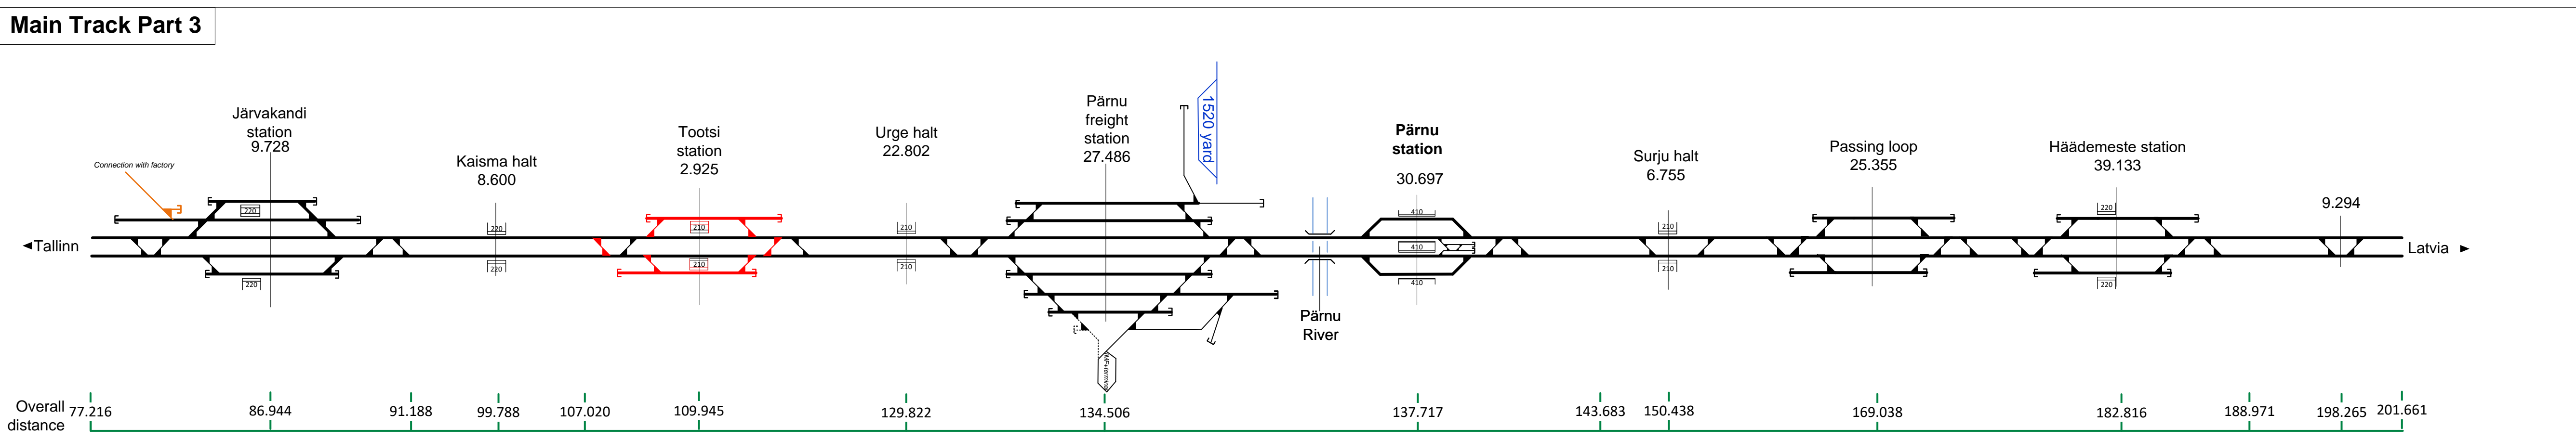 Main Track Part 3
Järvakandi
station
9.728
Connection with factory
220
220
Kaisma halt
8.600
220
220
Tootsi
station
2.925
210
210
Urge halt
22.802
210
210
Pärnu
freight
station
27.486
1520 yard
Pärnu
River
Pärnu
station
30.697
410
410
410
Surju halt
6.755
210
210
Passing loop
25.355
Häädemeste station
39.133
220
220
9.294
◄Tallinn
Latvia ►
Overall
distance
77.216
86.944
91.188
99.788
107.020
109.945
129.822
134.506
137.717
143.683
150.438
169.038
182.816
188.971
198.265
201.661